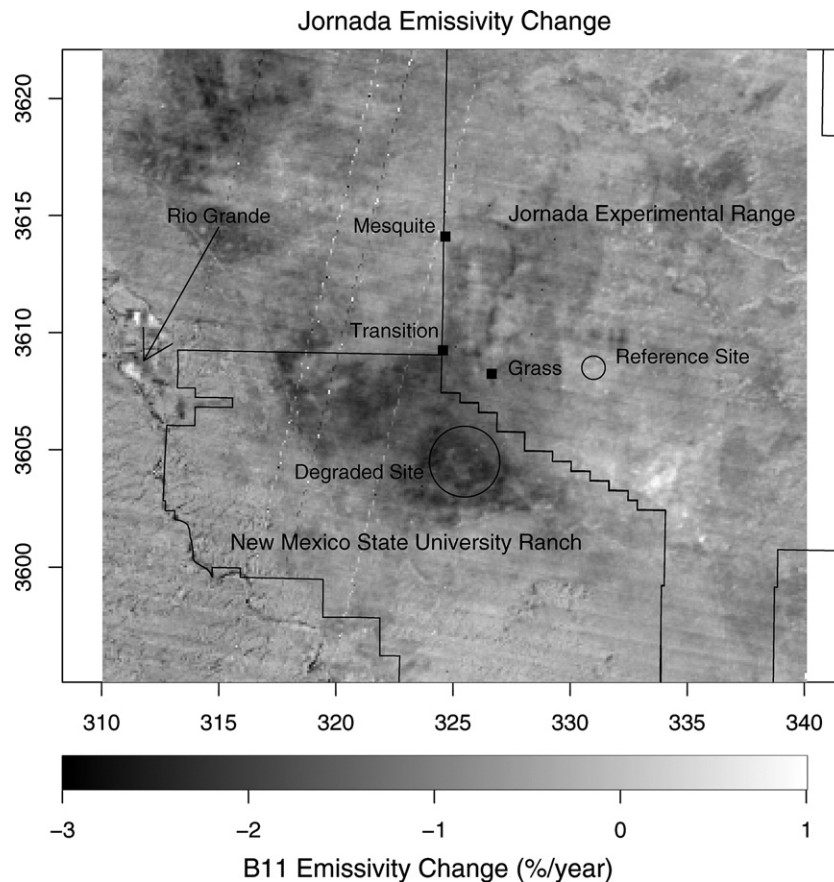 Jornada Emissivity Change
3620
3615
3610
3605
3600
Rio Grande
Mesquite
Jornada Experimental Range
Transition
Grass
Reference Site
Degraded Site
New Mexico State University Ranch
310 315 320 325 330 335 340
−3 −2 −1 0 1
B11 Emissivity Change (%/year)